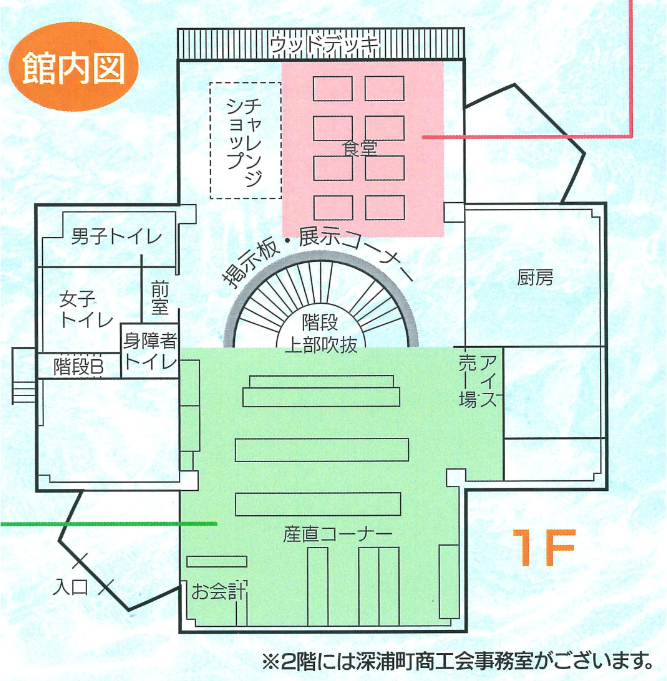 館内図
ウッドデッキ
チャレンジ
ショップ
食堂
掲示板・展示コーナー
男子トイレ
前室
女子
トイレ
身障者
トイレ
階段B
階段
上部吹抜
厨房
アイス
売り場
産直コーナー
お会計
入口
1F
※2階には深浦町商工会事務室がございます。